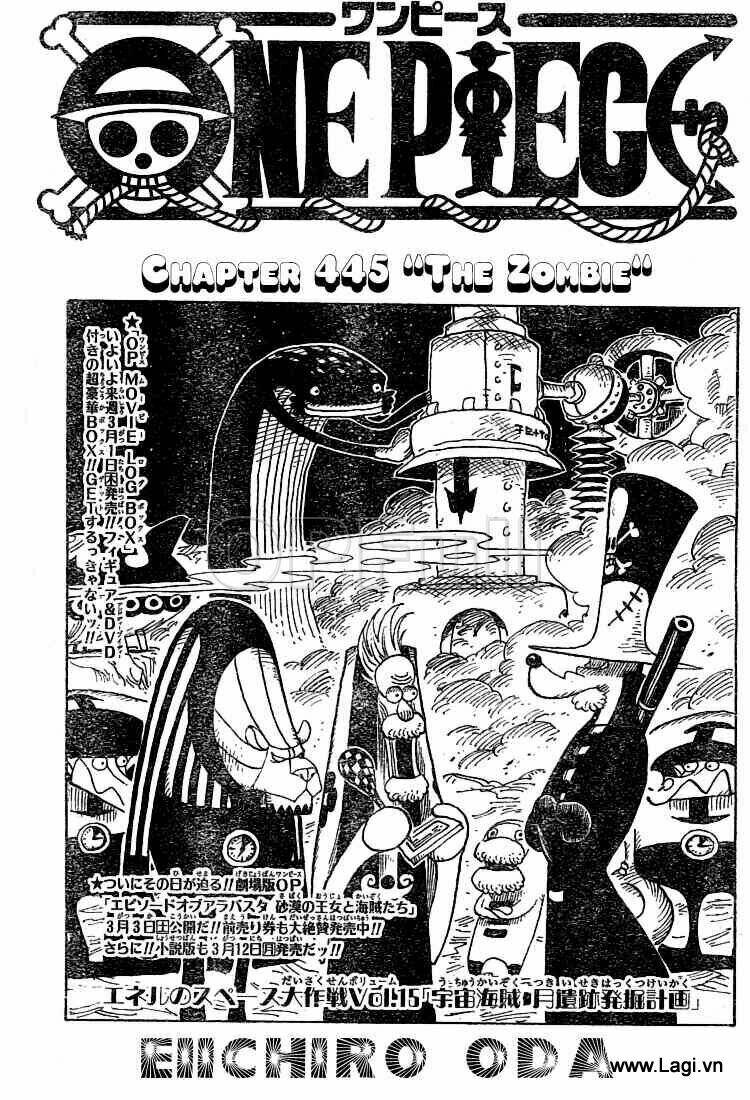 ワンピース
ONE PIECE
CHAPTER 445 "THE ZOMBIE"
★「OP MOVIE LOG BOX」
いよいよ来週3月1日木発売!!フィギュア&DVD
付きの超豪華BOX!!GETするっきゃないッ!!
★ついにその日が迫る!!劇場版OP
「エピソードオブアラバスタ 砂漠の王女と海賊たち」
3月3日土公開だ!!前売り券も大絶賛発売中!!
さらに!!小説版も3月12日月発売だッ!!
エネルのスペース大作戦Vol.15「宇宙海賊・月遺跡発掘計画」
EIICHIRO ODA
www.Lagi.vn